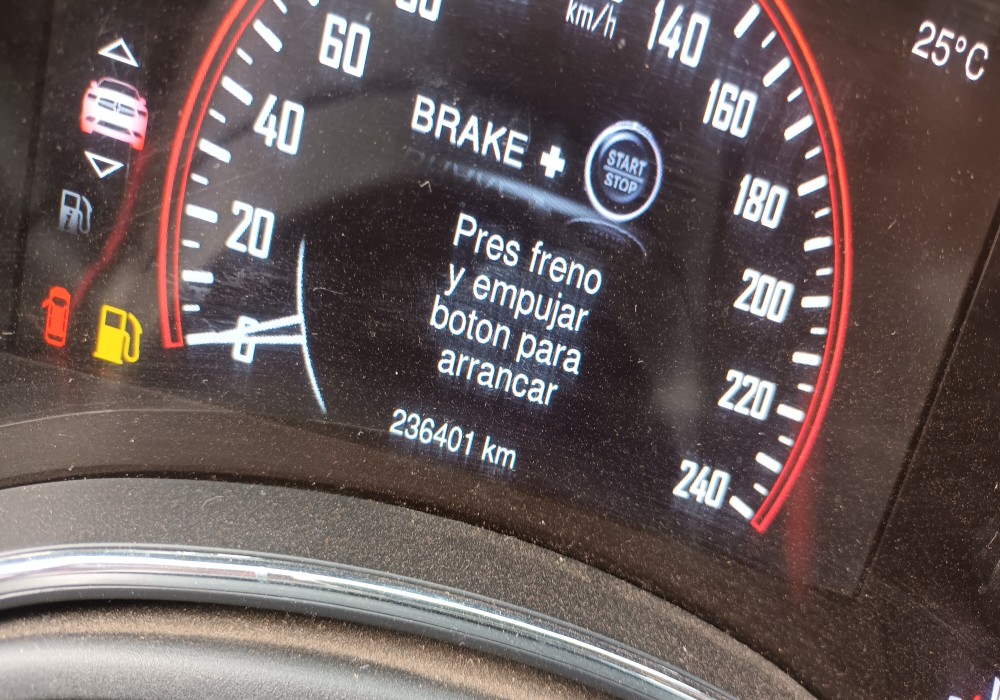 km/h
140
25°C
60
160
BRAKE +
START
STOP
40
180
20
Pres freno
y empujar
boton para
arrancar
200
0
220
236401 km
240